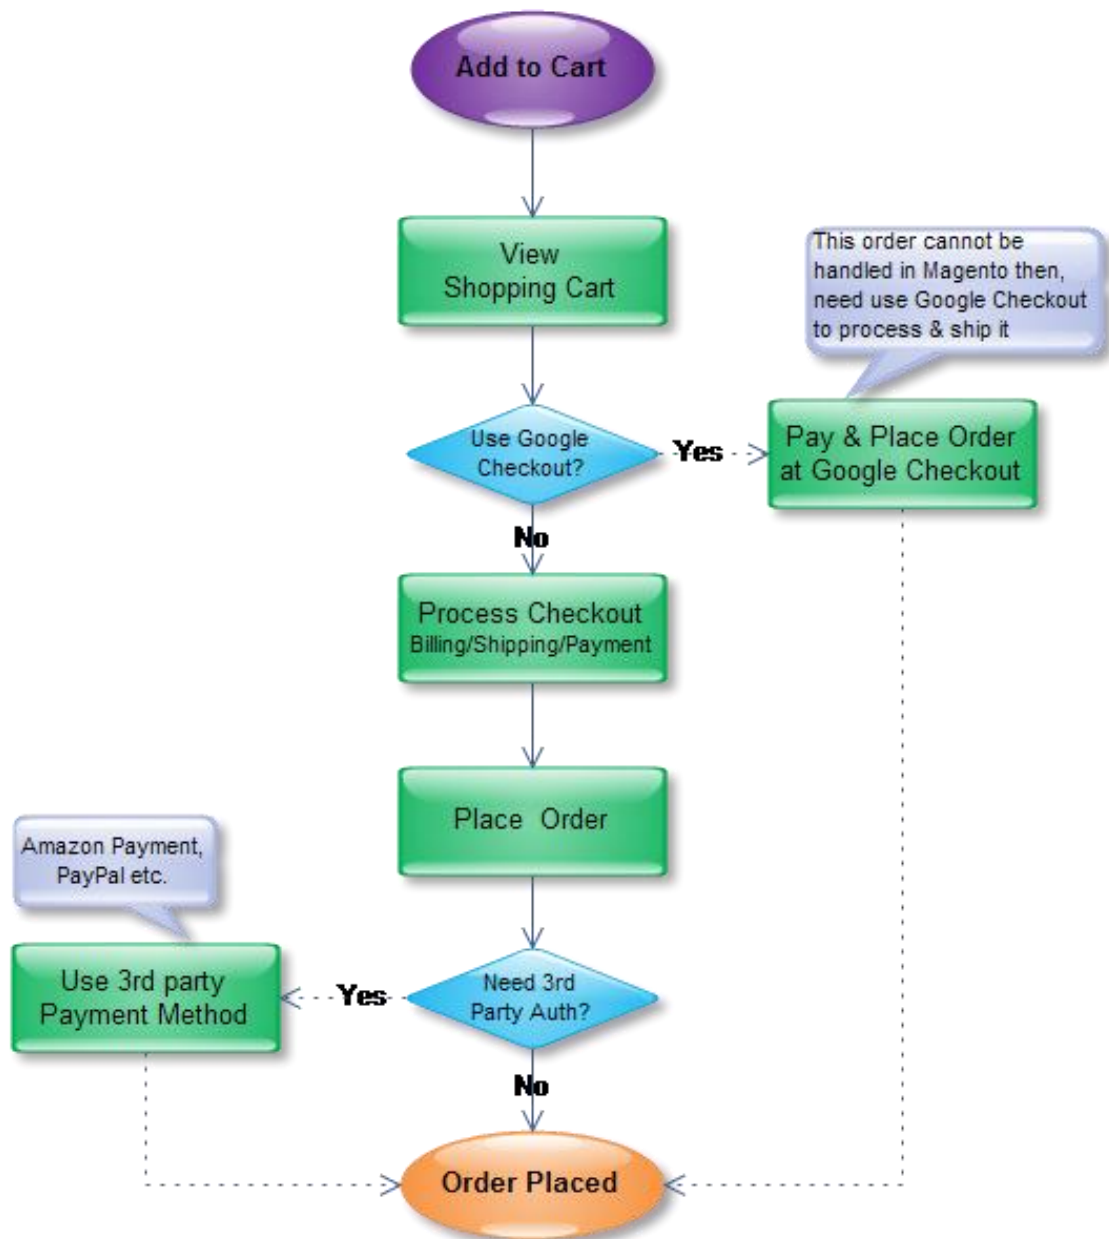 Add to Cart
View
Shopping Cart
This order cannot be
handled in Magento then,
need use Google Checkout
to process & ship it
Use Google
Checkout?
Yes
Pay & Place Order
at Google Checkout
No
Process Checkout
Billing/Shipping/Payment
Place Order
Amazon Payment,
PayPal etc.
Use 3rd party
Payment Method
Yes
Need 3rd
Party Auth?
No
Order Placed